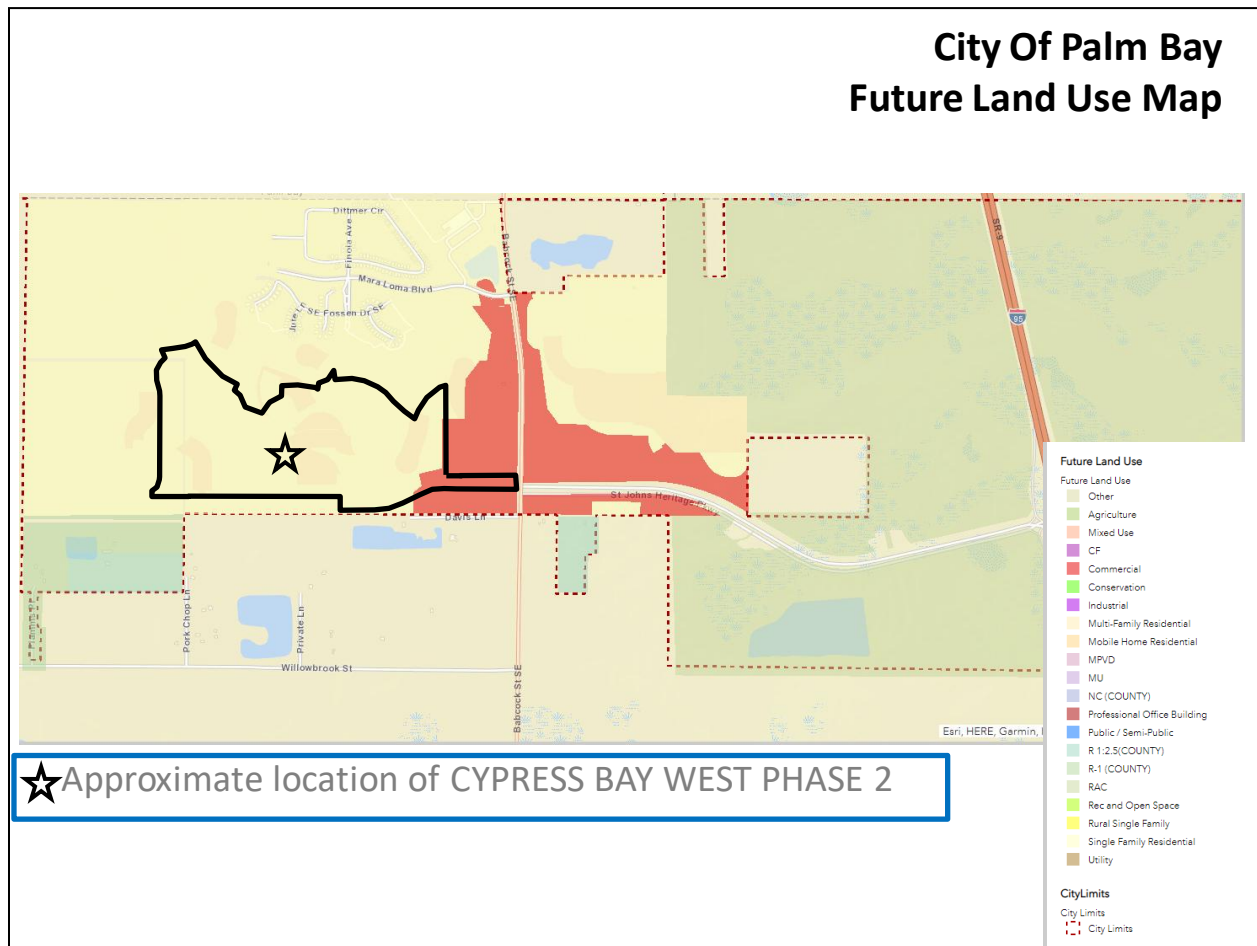 City Of Palm Bay
Future Land Use Map
Dittmer Cir
Finola Ave
Babcock St SE
SR-9
Mara Loma Blvd
SE Fossen Dr SE
95
St Johns Heritage Pkwy
Davis Ln
Pork Chop Ln
Private Ln
Willowbrook St
Babcock St SE
Esri, HERE, Garmin,
Approximate location of CYPRESS BAY WEST PHASE 2
Future Land Use
Future Land Use
Other
Agriculture
Mixed Use
CF
Commercial
Conservation
Industrial
Multi-Family Residential
Mobile Home Residential
MPVD
MU
NC (COUNTY)
Professional Office Building
Public / Semi-Public
R 1:2.5(COUNTY)
R-1 (COUNTY)
RAC
Rec and Open Space
Rural Single Family
Single Family Residential
Utility
CityLimits
City Limits
City Limits